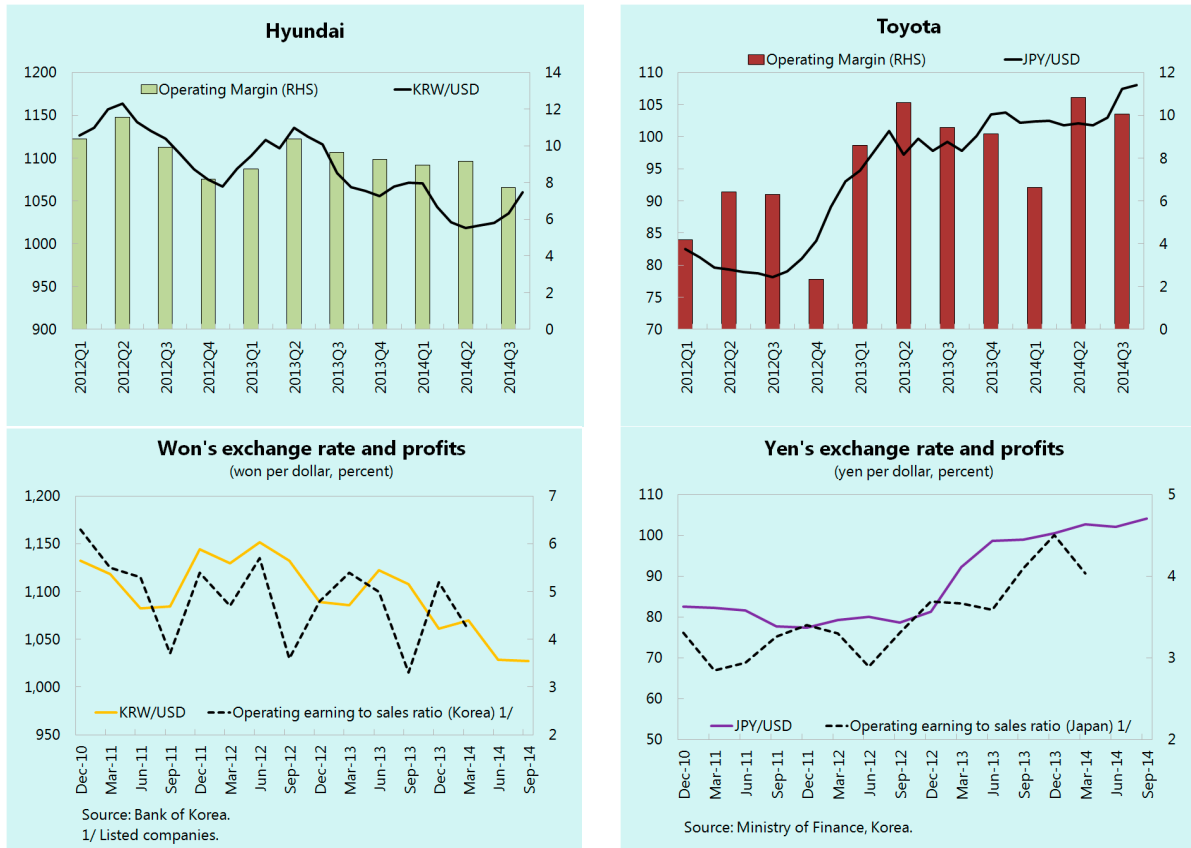 Hyundai
Operating Margin (RHS) KRW/USD
1200
1150
1100
1050
1000
950
900
14
12
10
8
6
4
2
0
2012Q1
2012Q2
2012Q3
2012Q4
2013Q1
2013Q2
2013Q3
2013Q4
2014Q1
2014Q2
2014Q3
Toyota
Operating Margin (RHS) JPY/USD
110
105
100
95
90
85
80
75
70
12
10
8
6
4
2
0
2012Q1
2012Q2
2012Q3
2012Q4
2013Q1
2013Q2
2013Q3
2013Q4
2014Q1
2014Q2
2014Q3
Won's exchange rate and profits
(won per dollar, percent)
1,200
1,150
1,100
1,050
1,000
950
7
6
5
4
3
2
KRW/USD Operating earning to sales ratio (Korea) 1/
Dec-10
Mar-11
Jun-11
Sep-11
Dec-11
Mar-12
Jun-12
Sep-12
Dec-12
Mar-13
Jun-13
Sep-13
Dec-13
Mar-14
Jun-14
Sep-14
Source: Bank of Korea.
1/ Listed companies.
Yen's exchange rate and profits
(yen per dollar, percent)
110
100
90
80
70
60
50
5
4
3
2
JPY/USD Operating earning to sales ratio (Japan) 1/
Dec-10
Mar-11
Jun-11
Sep-11
Dec-11
Mar-12
Jun-12
Sep-12
Dec-12
Mar-13
Jun-13
Sep-13
Dec-13
Mar-14
Jun-14
Sep-14
Source: Ministry of Finance, Korea.